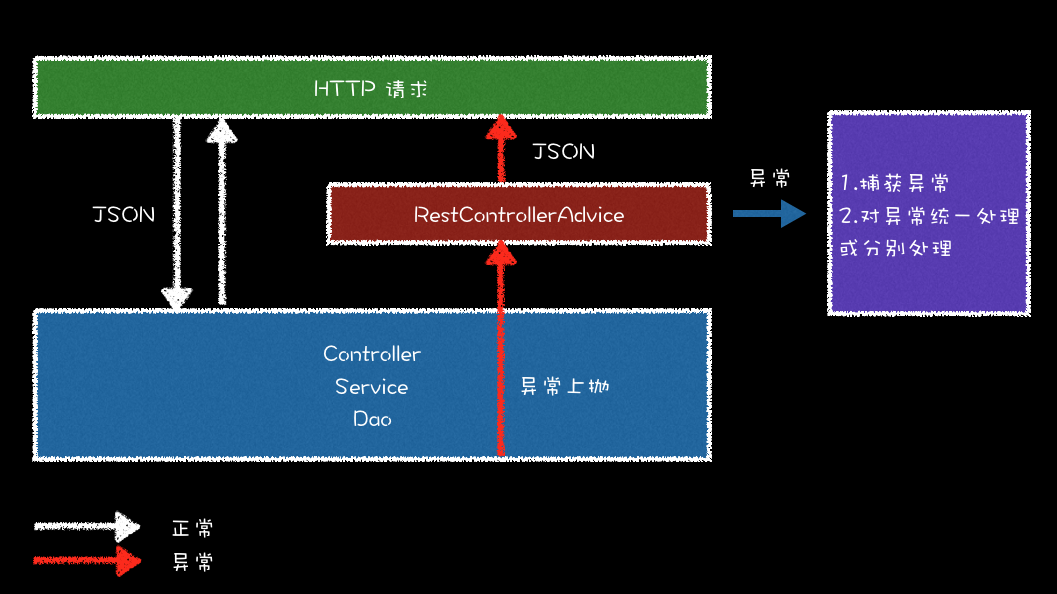 HTTP 请求
JSON
异常
JSON
RestControllerAdvice
1.捕获异常
2.对异常统一处理
或分别处理
Controller
Service
Dao
异常上抛
正常
异常